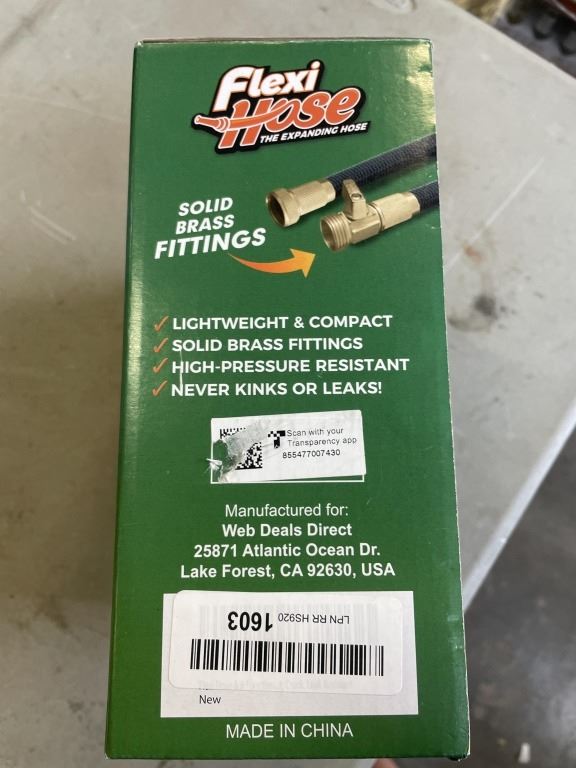 Flexi
Hose
THE EXPANDING HOSE
SOLID
BRASS
FITTINGS
✓ LIGHTWEIGHT & COMPACT
✓ SOLID BRASS FITTINGS
✓ HIGH-PRESSURE RESISTANT
✓ NEVER KINKS OR LEAKS!
Scan with your
Transparency app
855477007430
Manufactured for:
Web Deals Direct
25871 Atlantic Ocean Dr.
Lake Forest, CA 92630, USA
LPN RR HS920 1603
New
MADE IN CHINA